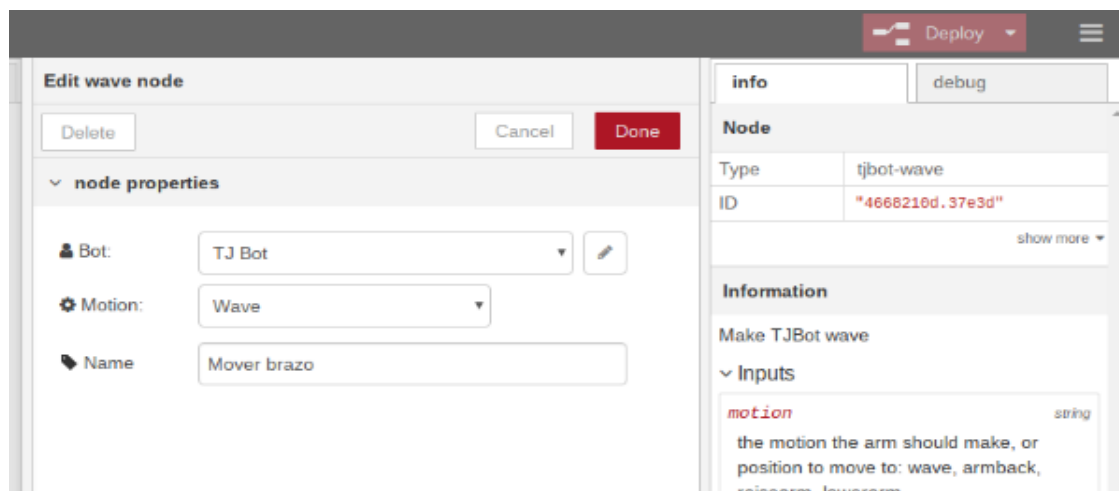 Deploy
Edit wave node
Delete
Cancel
Done
node properties
Bot:
TJ Bot
Motion:
Wave
Name
Mover brazo
info
debug
Node
Type
tjbot-wave
ID
"4668210d.37e3d"
show more
Information
Make TJBot wave
Inputs
motion
string
the motion the arm should make, or
position to move to: wave, armback,